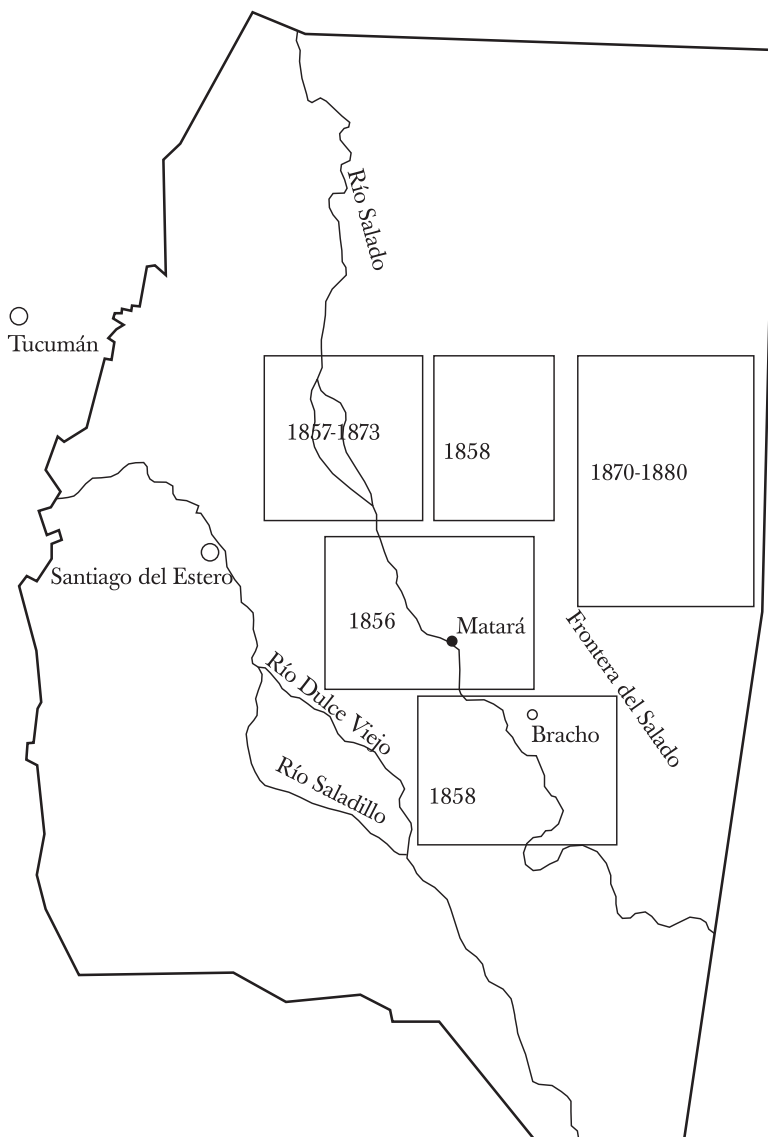 Río Salado
Tucumán
1857-1873
1858
1870-1880
Santiago del Estero
1856
Matará
Frontera del Salado
Río Dulce Viejo
Bracho
Río Saladillo
1858